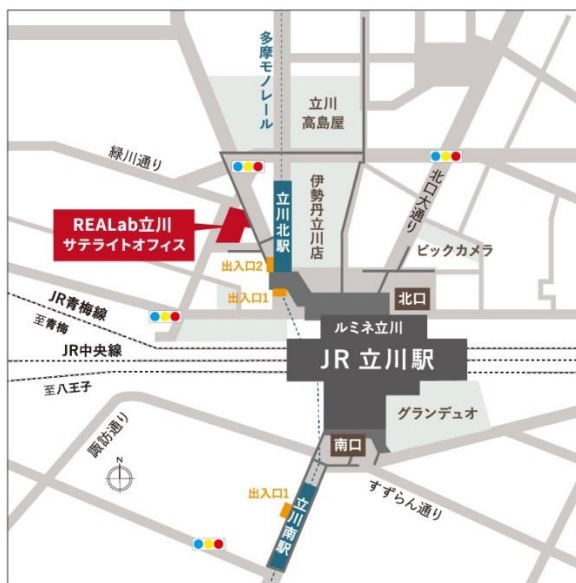 多摩モノレール
立川
高島屋
緑川通り
北口大通り
REALab立川
サテライトオフィス
立川北駅
伊勢丹立川店
ビックカメラ
出入口2
出入口1
北口
JR青梅線
至青梅
ルミネ立川
JR中央線
JR 立川駅
至八王子
グランデュオ
諏訪通り
南口
N
すずらん通り
出入口1
立川南駅